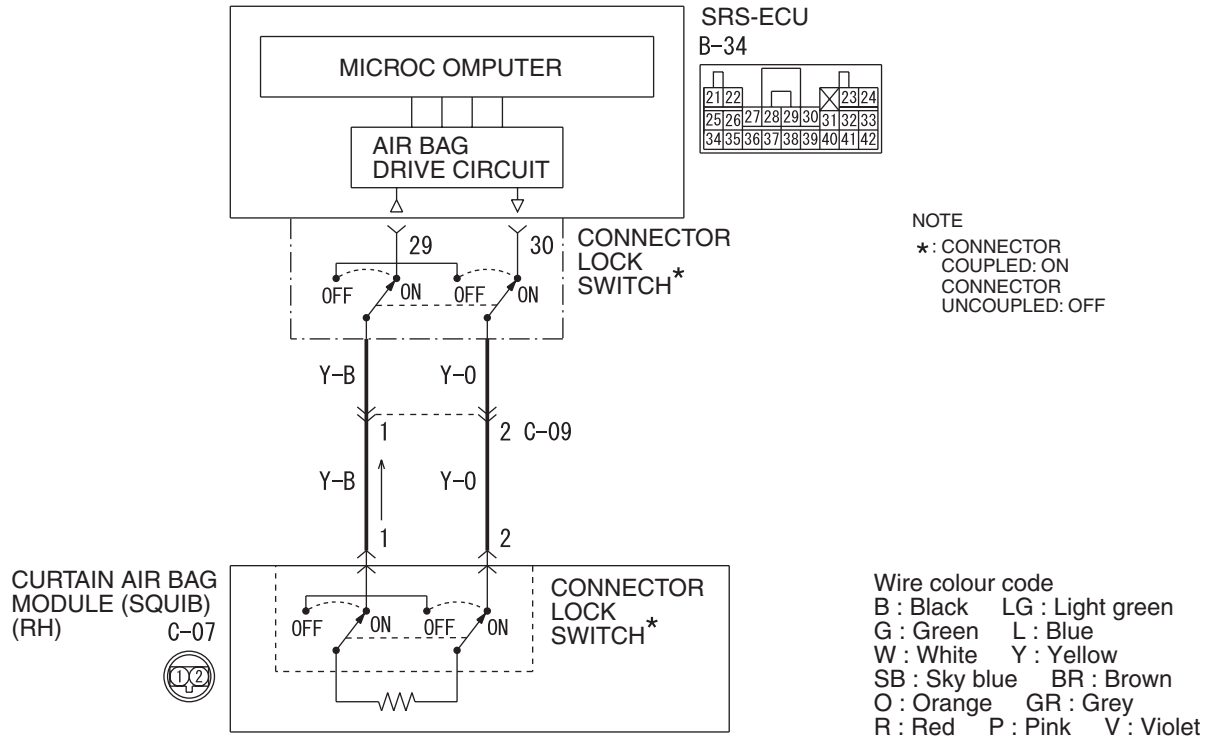 SRS-ECU
B-34
MICROC OMPUTER
21 22 23 24
25 26 27 28 29 30 31 32 33
34 35 36 37 38 39 40 41 42
AIR BAG
DRIVE CIRCUIT
29 30
CONNECTOR
LOCK
SWITCH*
OFF ON OFF ON
NOTE
*: CONNECTOR
COUPLED: ON
CONNECTOR
UNCOUPLED: OFF
Y-B Y-O
1 2 C-09
Y-B Y-O
1 2
CURTAIN AIR BAG
MODULE (SQUIB)
(RH)
C-07
1 2
OFF ON OFF ON
CONNECTOR
LOCK
SWITCH*
Wire colour code
B : Black LG : Light green
G : Green L : Blue
W : White Y : Yellow
SB : Sky blue BR : Brown
O : Orange GR : Grey
R : Red P : Pink V : Violet